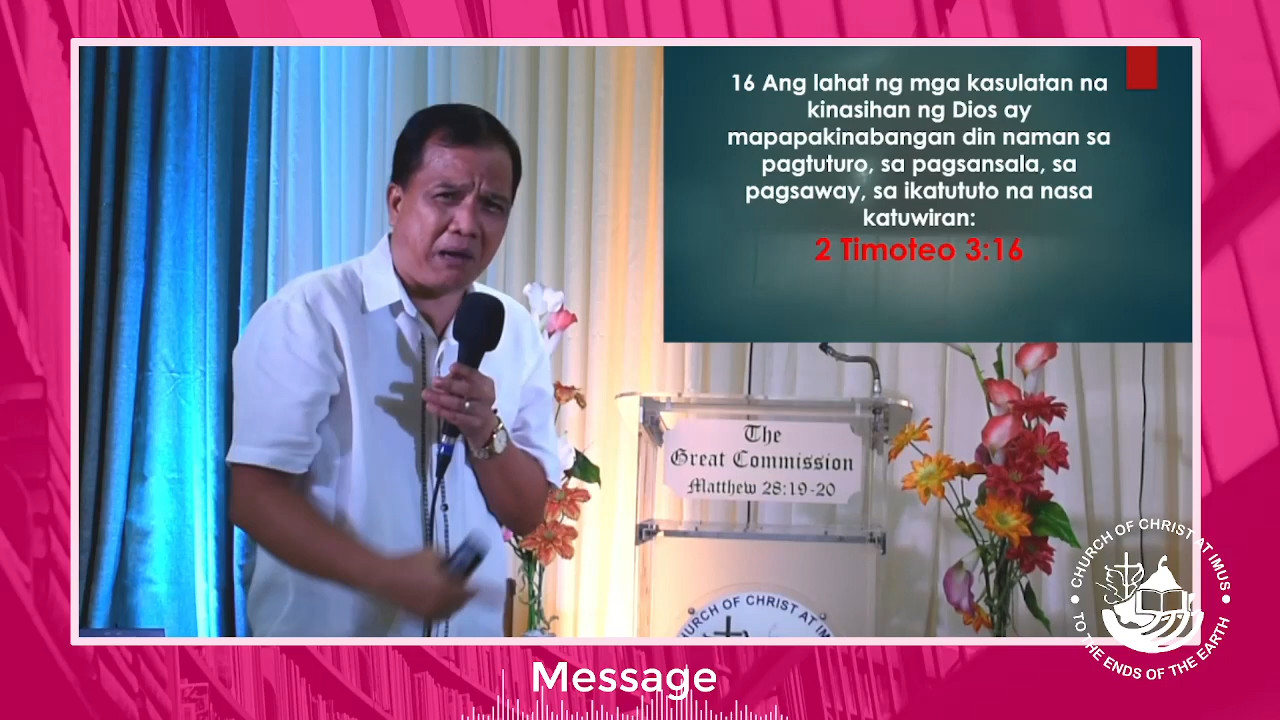 16 Ang lahat ng mga kasulatan na
kinasihan ng Dios ay
mapapakinabangan din naman sa
pagtuturo, sa pagsansala, sa
pagsaway, sa ikatututo na nasa
katuwiran:
2 Timoteo 3:16
The
Great Commission
Matthew 28:19-20
CHURCH OF CHRIST AT IM
CHURCH OF CHRIST AT IMUS
TO THE ENDS OF THE EARTH
Message